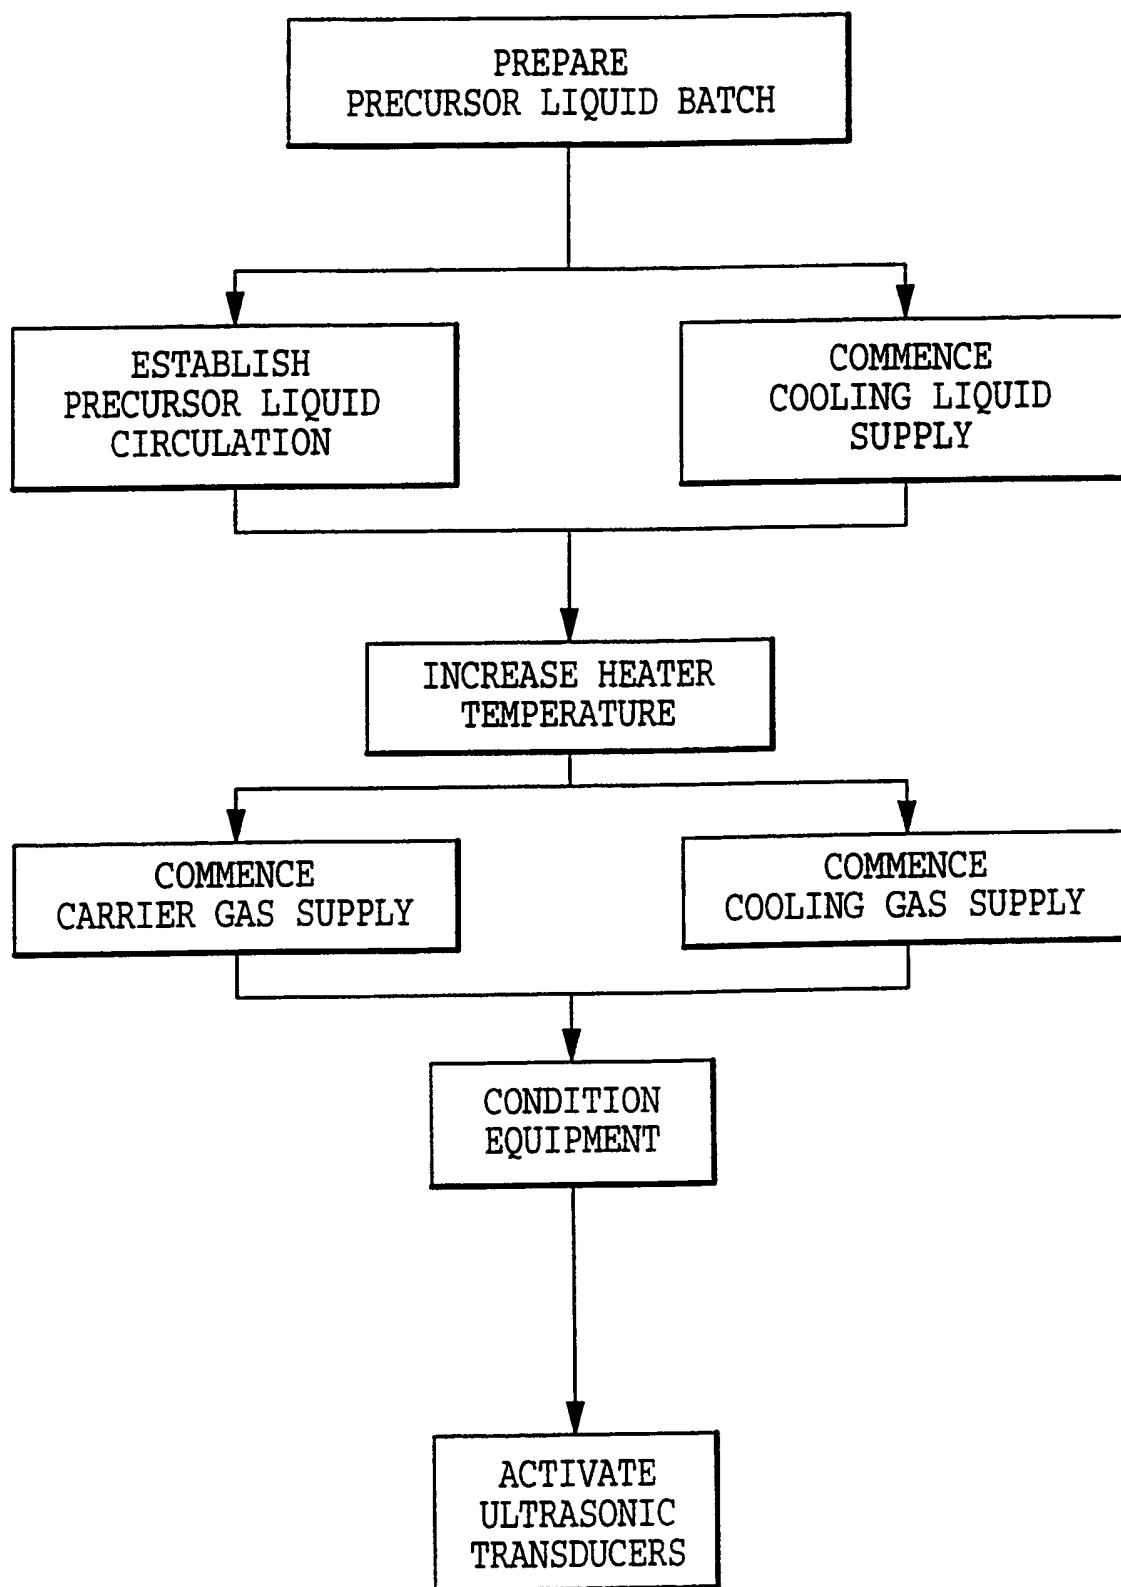 PREPARE
PRECURSOR LIQUID BATCH
ESTABLISH
PRECURSOR LIQUID
CIRCULATION
COMMENCE
COOLING LIQUID
SUPPLY
INCREASE HEATER
TEMPERATURE
COMMENCE
CARRIER GAS SUPPLY
COMMENCE
COOLING GAS SUPPLY
CONDITION
EQUIPMENT
ACTIVATE
ULTRASONIC
TRANSDUCERS